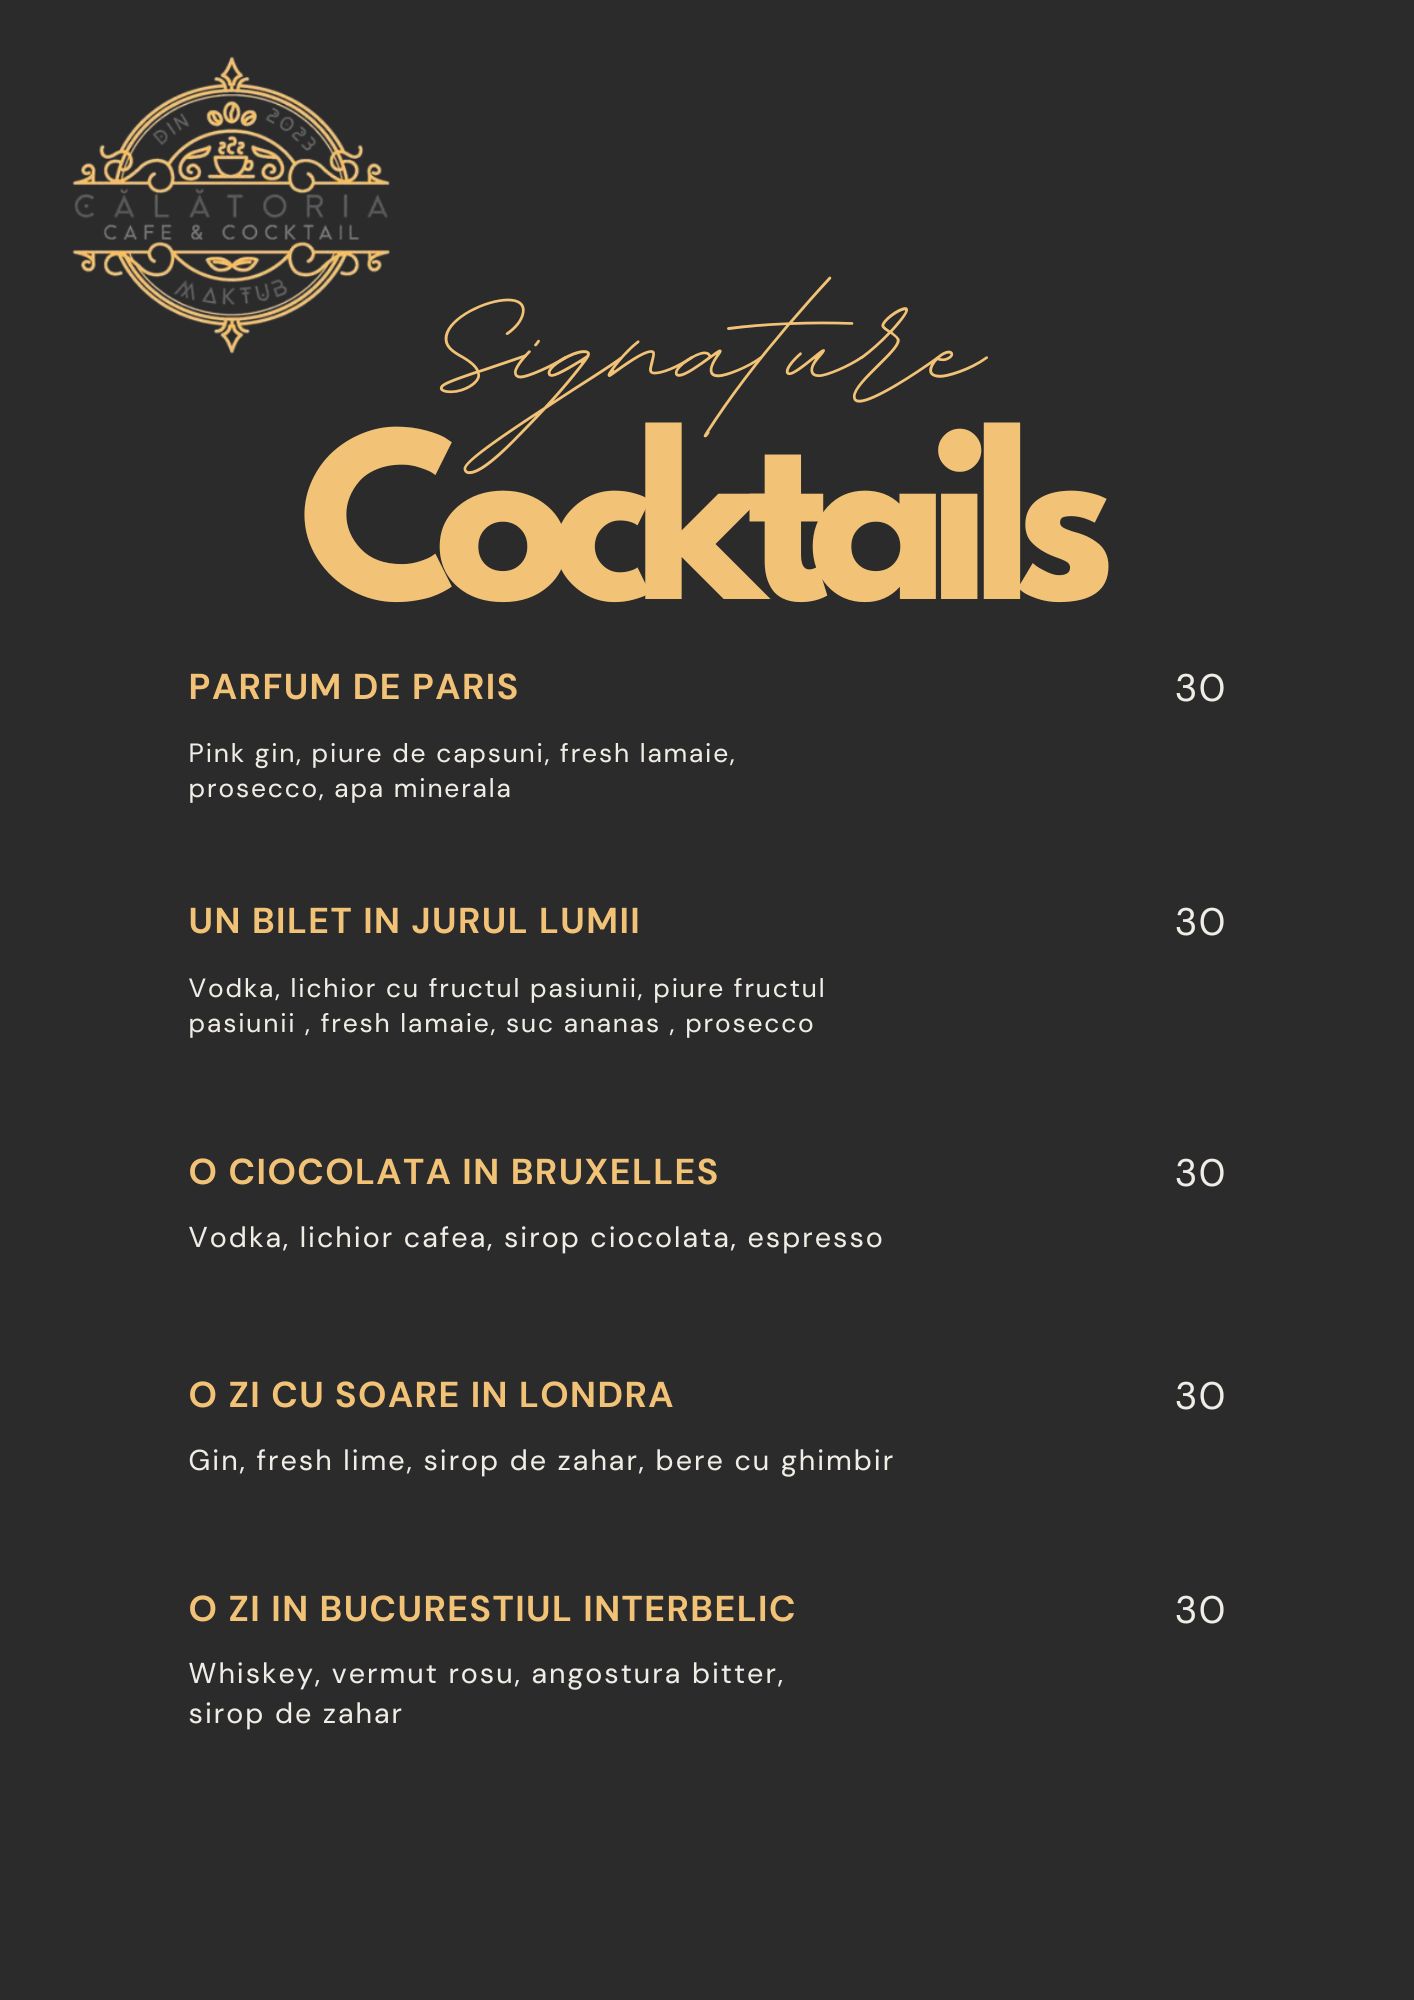 DIN 2023
CĂLĂTORIA
CAFE & COCKTAIL
MAKTUB
Signature
Cocktails
PARFUM DE PARIS 30
Pink gin, piure de capsuni, fresh lamaie,
prosecco, apa minerala
UN BILET IN JURUL LUMII 30
Vodka, lichior cu fructul pasiunii, piure fructul
pasiunii , fresh lamaie, suc ananas , prosecco
O CIOCOLATA IN BRUXELLES 30
Vodka, lichior cafea, sirop ciocolata, espresso
O ZI CU SOARE IN LONDRA 30
Gin, fresh lime, sirop de zahar, bere cu ghimbir
O ZI IN BUCURESTIUL INTERBELIC 30
Whiskey, vermut rosu, angostura bitter,
sirop de zahar